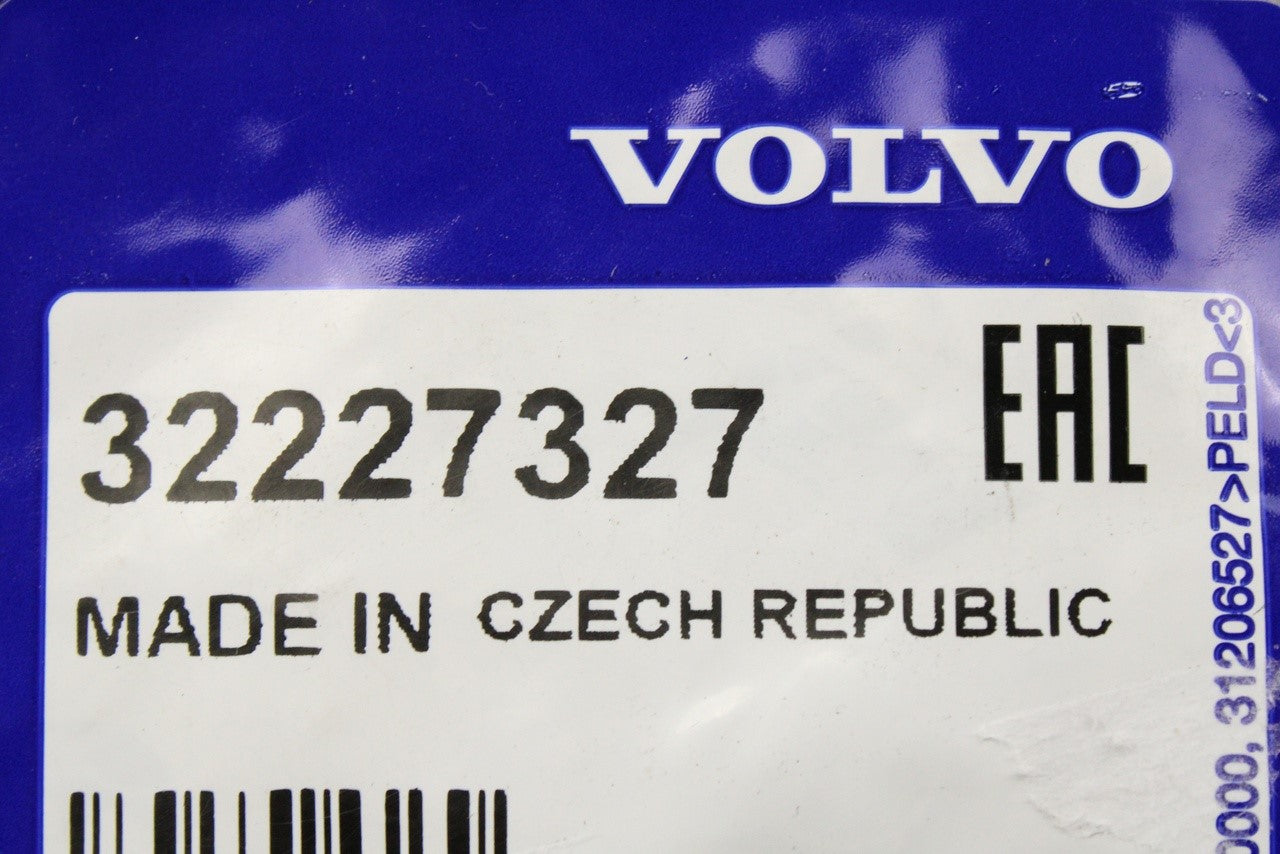 VOLVO
32227327
EAC
MADE IN CZECH REPUBLIC
0000, 31206527>PELD<3